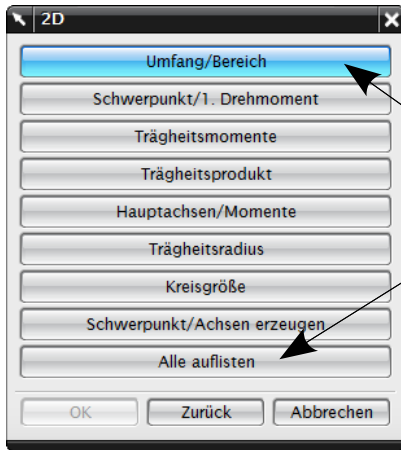 2D
Umfang/Bereich
Schwerpunkt/1. Drehmoment
Trägheitsmomente
Trägheitsprodukt
Hauptachsen/Momente
Trägheitsradius
Kreisgröße
Schwerpunkt/Achsen erzeugen
Alle auflisten
OK Zurück Abbrechen